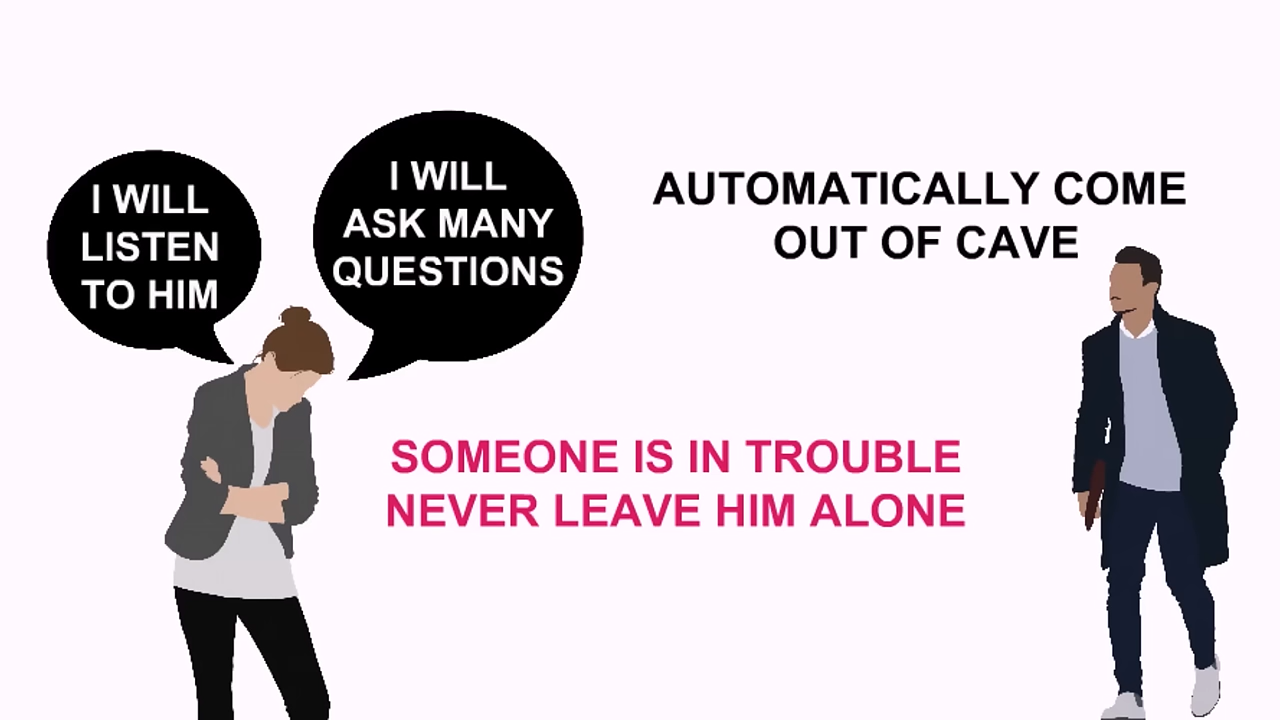 I WILL
LISTEN
TO HIM
I WILL
ASK MANY
QUESTIONS
AUTOMATICALLY COME
OUT OF CAVE
SOMEONE IS IN TROUBLE
NEVER LEAVE HIM ALONE